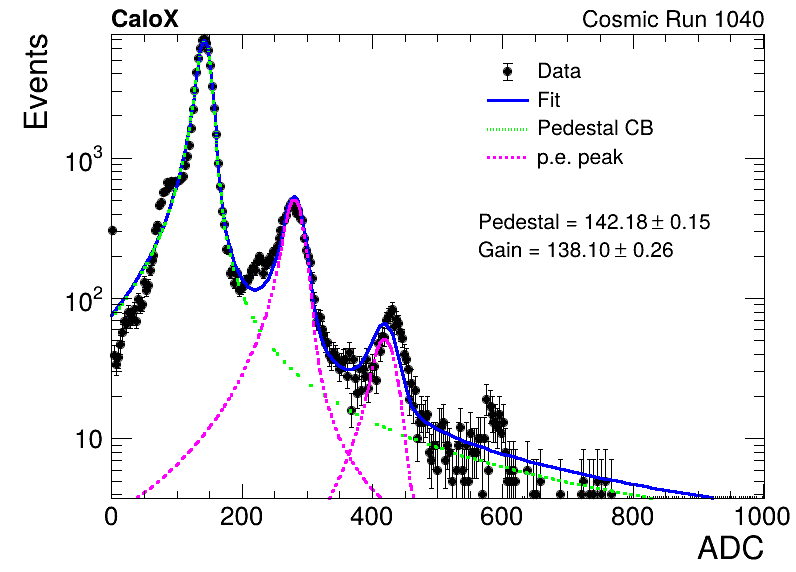 CaloX Cosmic Run 1040
Events
Data
Fit
Pedestal CB
p.e. peak
Pedestal = 142.18 ± 0.15
Gain = 138.10 ± 0.26
10³
10²
10
0 200 400 600 800 1000
ADC